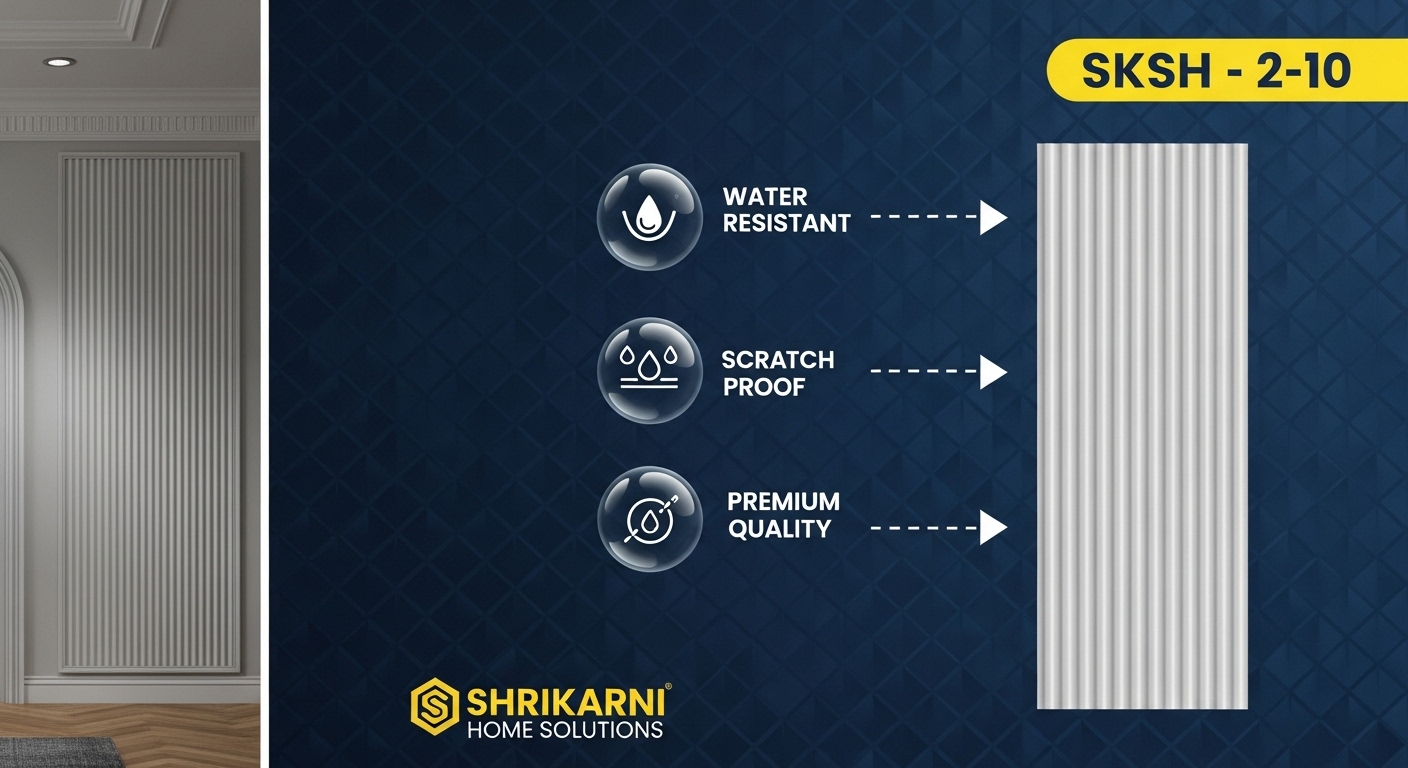 SKSH - 2-10
WATER
RESISTANT
SCRATCH
PROOF
PREMIUM
QUALITY
SHRIKARNI®
HOME SOLUTIONS